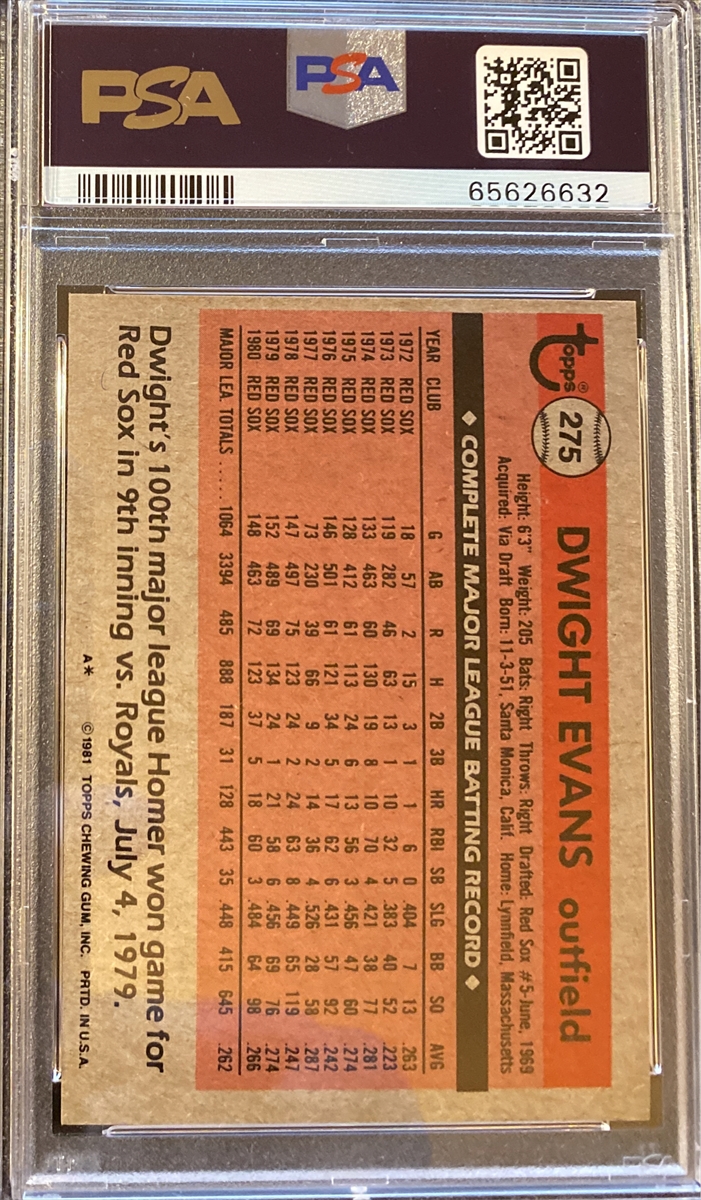 PSA
PSA
65626632
Topps®
275
DWIGHT EVANS outfield
Height: 6'3" Weight: 205 Bats: Right Throws: Right Drafted: Red Sox #5-June, 1969
Acquired: Via Draft Born: 11-3-51, Santa Monica, Calif. Home: Lynnfield, Massachusetts
◆ COMPLETE MAJOR LEAGUE BATTING RECORD ◆
YEAR CLUB G AB R H 2B 3B HR RBI SB SLG BB SO AVG
1972 RED SOX 18 57 2 15 3 1 1 6 0 .404 7 13 .263
1973 RED SOX 119 282 46 63 13 1 10 32 5 .383 40 52 .223
1974 RED SOX 133 463 60 130 19 8 10 70 4 .421 38 77 .281
1975 RED SOX 128 412 61 113 24 6 13 56 3 .456 47 60 .274
1976 RED SOX 146 501 61 121 34 5 17 62 6 .431 57 92 .242
1977 RED SOX 73 230 39 66 9 2 14 36 4 .526 28 58 .287
1978 RED SOX 147 497 75 123 24 2 24 63 8 .449 65 119 .247
1979 RED SOX 152 489 69 134 24 1 21 58 6 .456 69 76 .274
1980 RED SOX 148 463 72 123 37 5 18 60 3 .484 64 98 .266
MAJOR LEA. TOTALS ..... 1064 3394 485 888 187 31 128 443 35 .448 415 645 .262
Dwight's 100th major league Homer won game for
Red Sox in 9th inning vs. Royals, July 4, 1979.
A* ©1981 TOPPS CHEWING GUM, INC. PRTD. IN U.S.A.
PSA